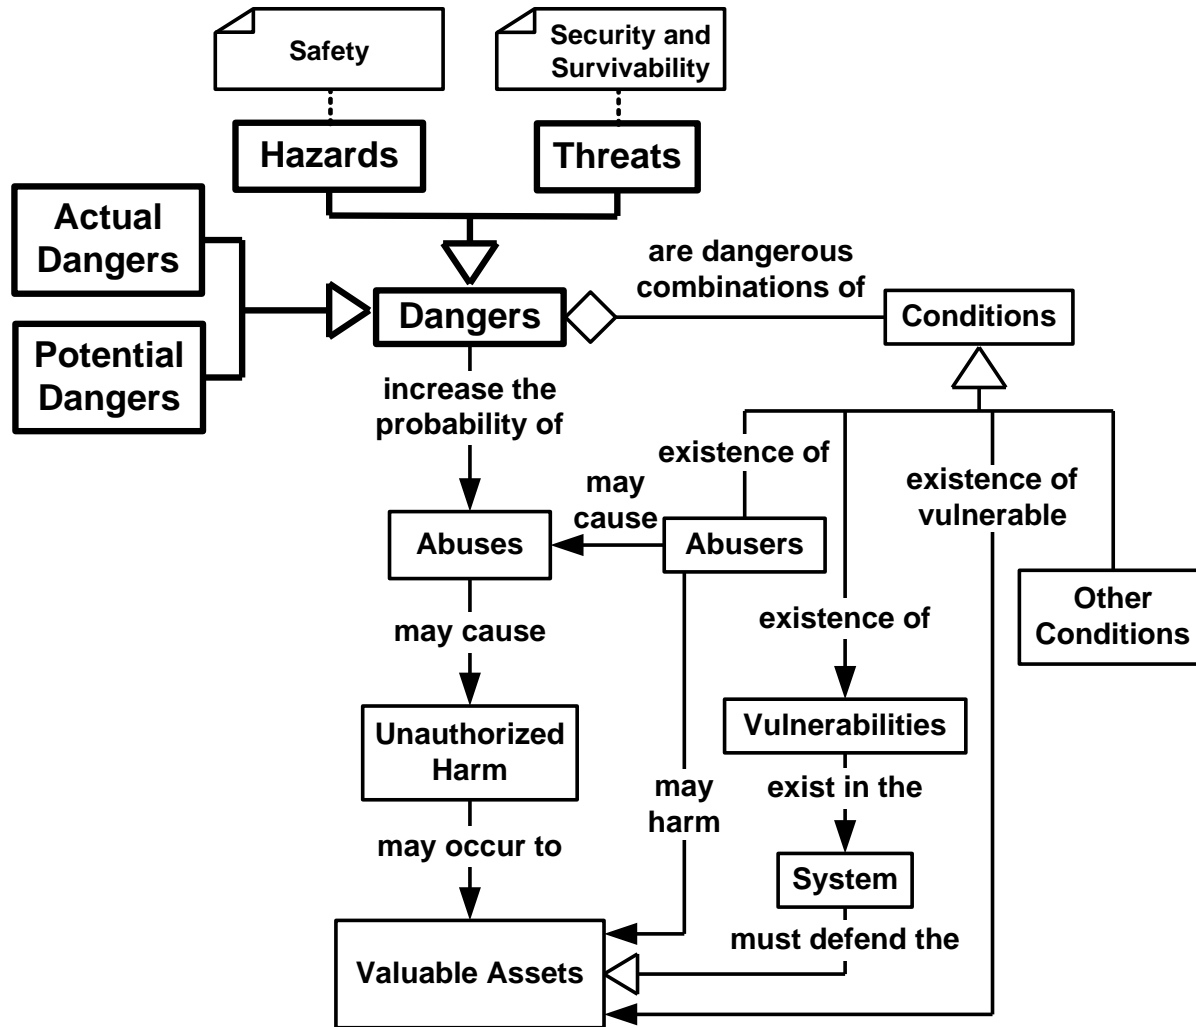 Safety
Security and
Survivability
Hazards
Threats
Actual
Dangers
are dangerous
combinations of
Dangers
Conditions
Potential
Dangers
increase the
probability of
existence of
may
cause
existence of
vulnerable
Abuses
Abusers
Other
Conditions
may cause
existence of
Unauthorized
Harm
Vulnerabilities
may
harm
exist in the
may occur to
System
must defend the
Valuable Assets